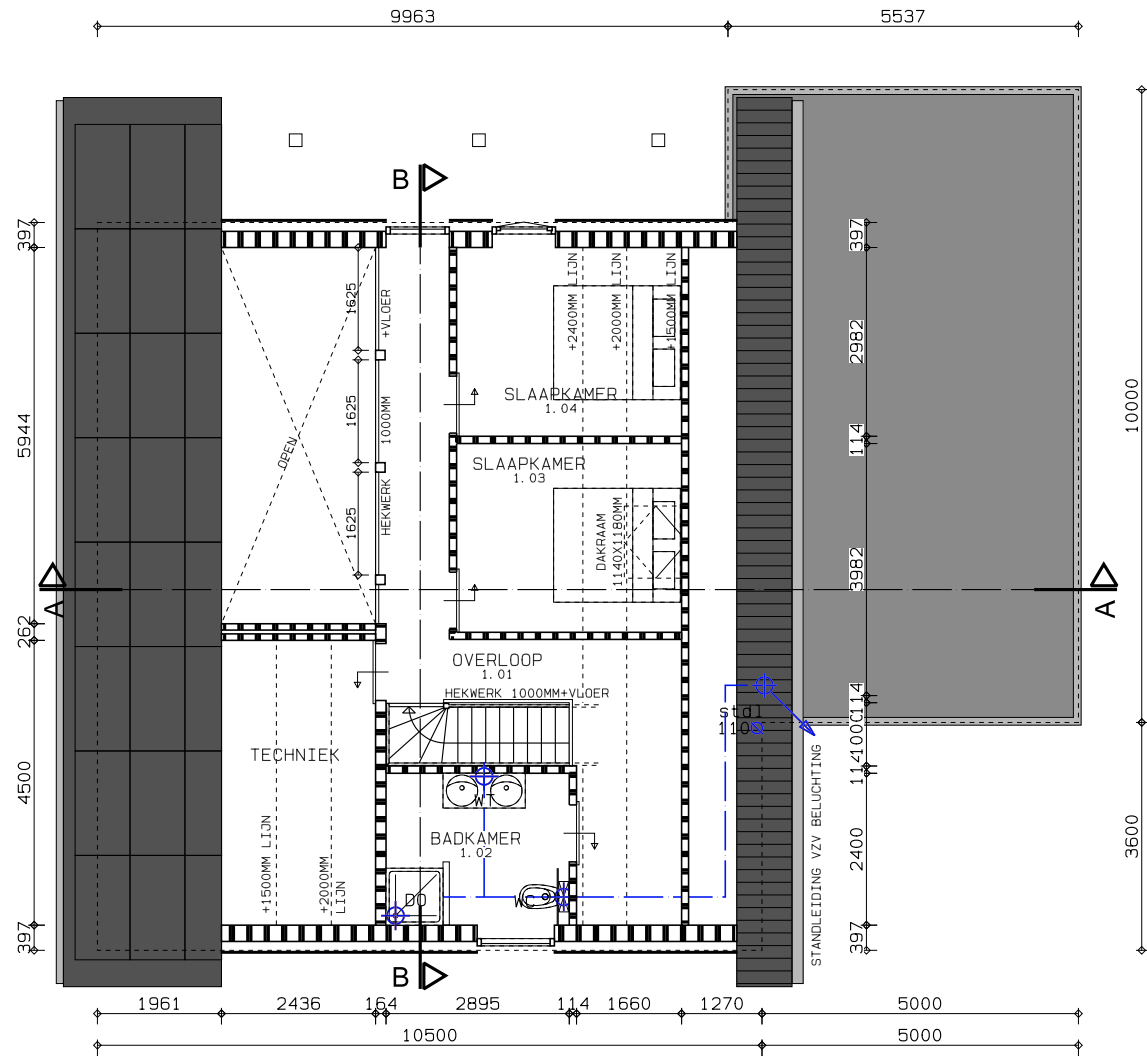 9963
5537
B
397
397
+2400MM LIJN
+2000MM LIJN
+1500MM LIJN
1625
+VLOER
2982
SLAAPKAMER
1.04
10000
5944
OPEN
1625
1000MM
114
SLAAPKAMER
1.03
HEKWERK
1625
DAKRAAM
1140X1180MM
3982
A
A
262
OVERLOOP
1.01
HEKWERK 1000MM+VLOER
114
stdl
110
1000
TECHNIEK
114
4500
WT
BADKAMER
1.02
2400
3600
+1500MM LIJN
+2000MM
LIJN
DO
WC
STANDLEIDING VZV BELUCHTING
397
397
B
1961
2436
164
2895
114
1660
1270
5000
10500
5000